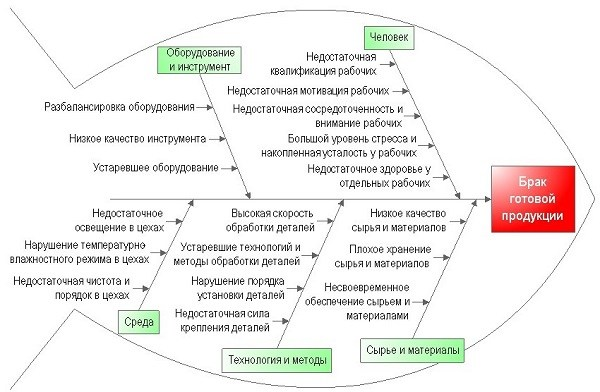 Оборудование
и инструмент
Разбалансировка оборудования
Низкое качество инструмента
Устаревшее оборудование
Человек
Недостаточная
квалификация рабочих
Недостаточная мотивация рабочих
Недостаточная сосредоточенность и
внимание рабочих
Большой уровень стресса и
накопленная усталость у рабочих
Недостаточное здоровье у
отдельных рабочих
Брак
готовой
продукции
Недостаточное
освещение в цехах
Нарушение температурно
влажностного режима в цехах
Недостаточная чистота и
порядок в цехах
Среда
Высокая скорость
обработки деталей
Устаревшие технологий и
методы обработки деталей
Нарушение порядка
установки деталей
Недостаточная сила
крепления деталей
Технология и методы
Низкое качество
сырья и материалов
Плохое хранение
сырья и материалов
Несвоевременное
обеспечение сырьем и
материалами
Сырье и материалы